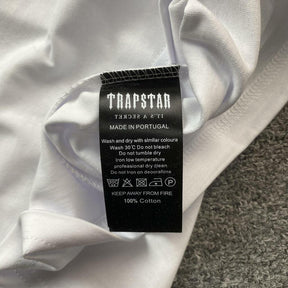 TRAPSTAR
IT'S A SECRET
MADE IN PORTUGAL
Wash and dry with similar colours
Wash 30℃ Do not bleach
Do not tumble dry
Iron low temperature
professional dry clean
Do not iron on decorations
KEEP AWAY FROM FIRE
100% Cotton